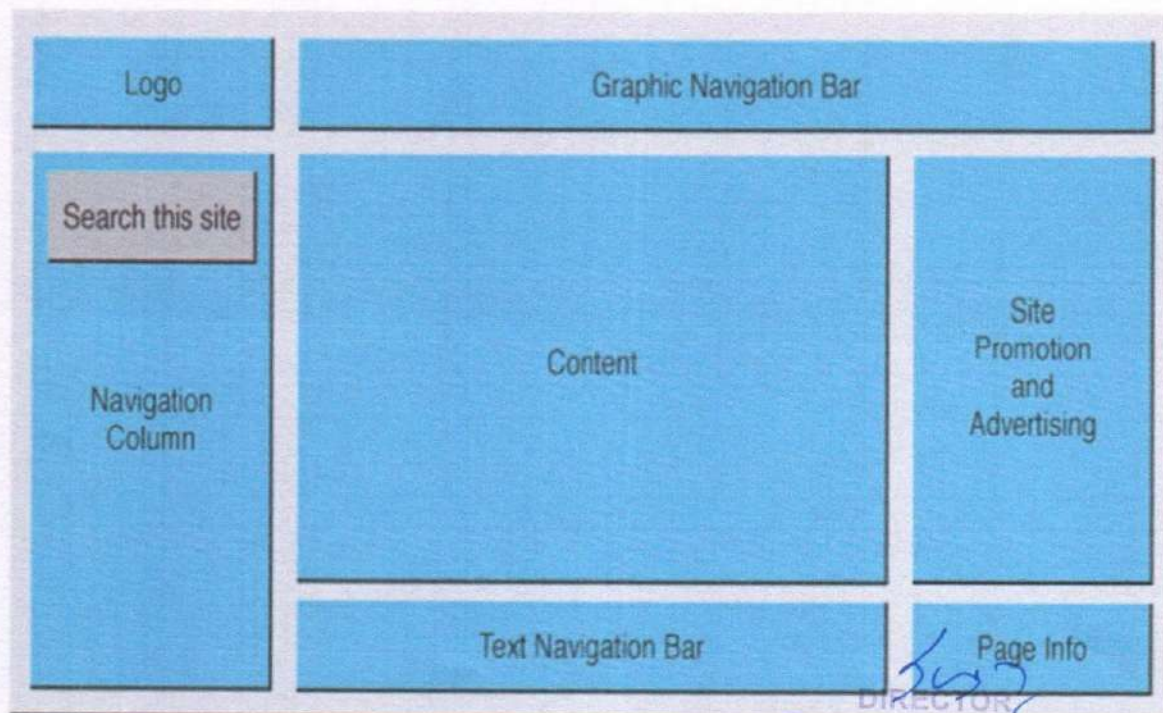 Logo
Graphic Navigation Bar
Search this site
Navigation
Column
Content
Site
Promotion
and
Advertising
Text Navigation Bar
Page Info
DIRECTOR